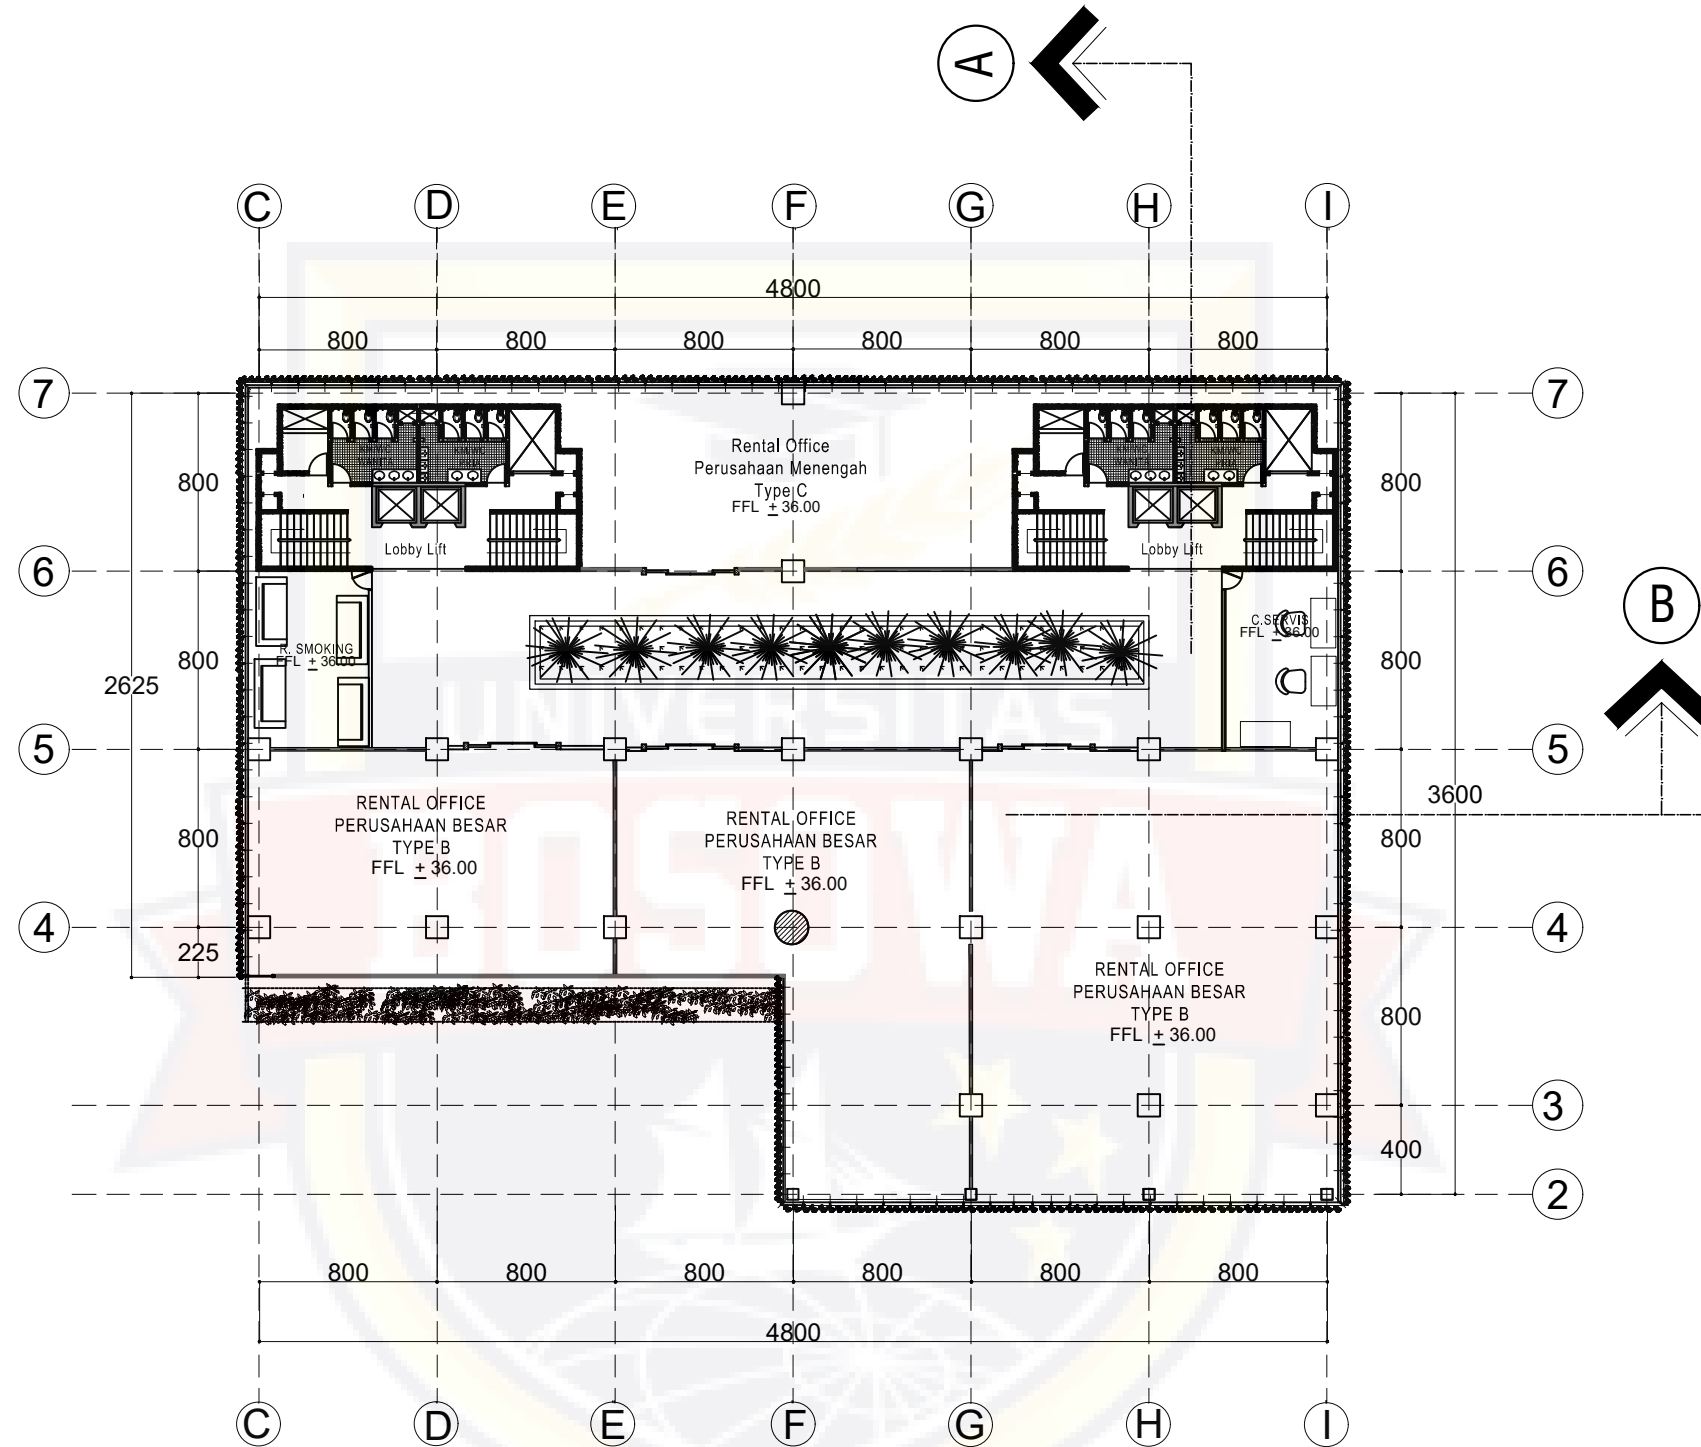 A
C D E F G H I
4800
800 800 800 800 800 800
7 7
Rental Office
Perusahaan Menengah
Type C
FFL + 36.00
800 800
Lobby Lift Lobby Lift
6 6
B
R. SMOKING
FFL + 36.00
C.SERVIS
FFL + 36.00
800 800
2625
UNIVERSITAS
5 5
3600
BOSOWA
RENTAL OFFICE
PERUSAHAAN BESAR
TYPE B
FFL + 36.00
RENTAL OFFICE
PERUSAHAAN BESAR
TYPE B
FFL + 36.00
800 800
4 4
225
RENTAL OFFICE
PERUSAHAAN BESAR
TYPE B
FFL + 36.00
800
3
400
2
800 800 800 800 800 800
4800
C D E F G H I